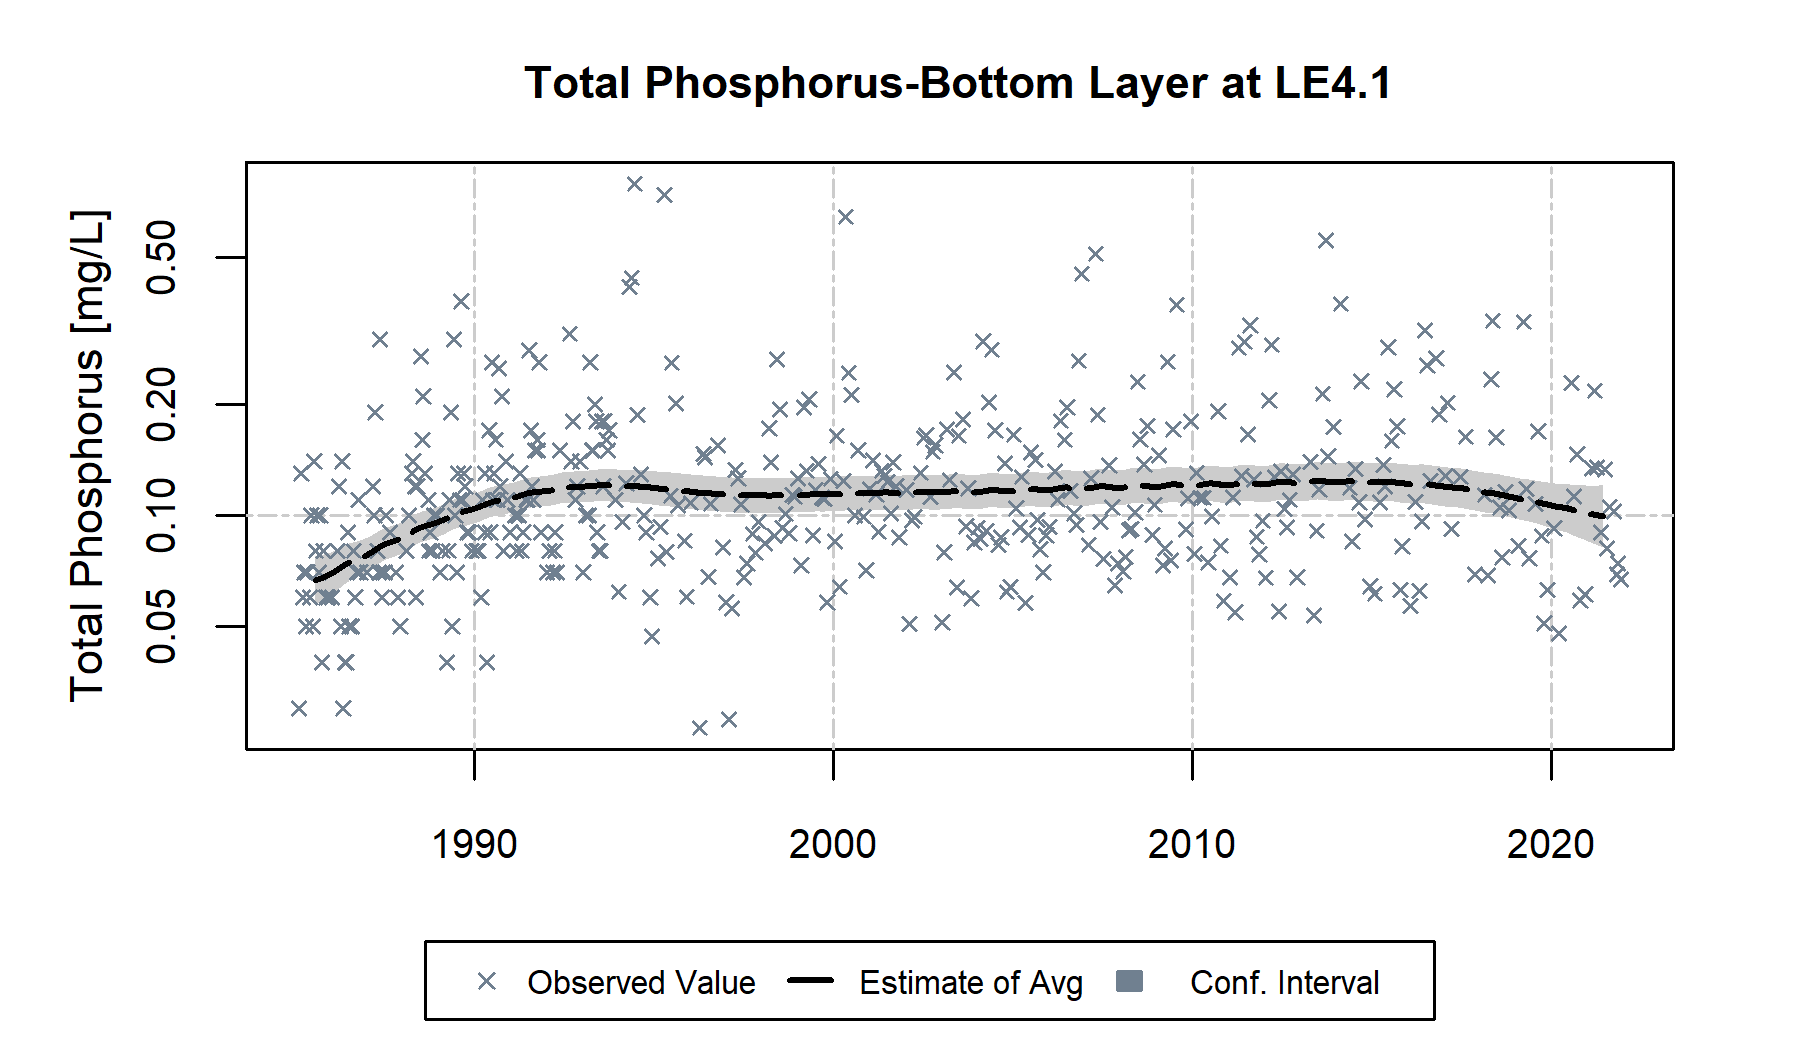 Total Phosphorus-Bottom Layer at LE4.1
Total Phosphorus [mg/L]
0.50
0.20
0.10
0.05
1990 2000 2010 2020
Observed Value Estimate of Avg Conf. Interval